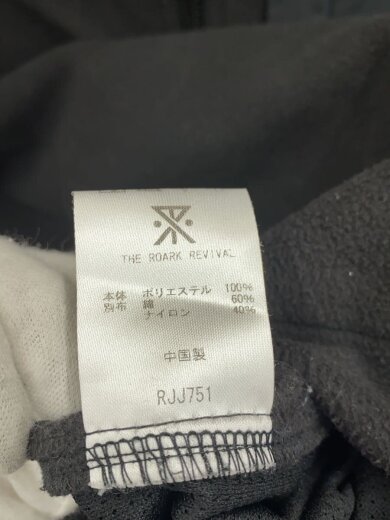 THE ROARK REVIVAL
本体 ポリエステル 100%
別布 綿 60%
ナイロン 40%
中国製
RJJ751